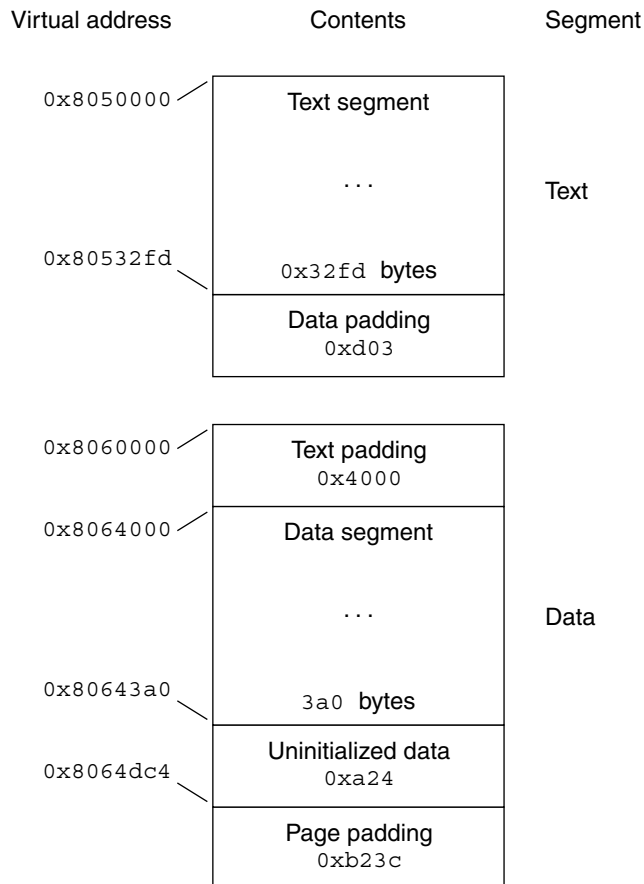 Virtual address Contents Segment
0x8050000
Text segment
...
Text
0x80532fd
0x32fd bytes
Data padding
0xd03
0x8060000
Text padding
0x4000
0x8064000
Data segment
...
Data
0x80643a0
3a0 bytes
Uninitialized data
0xa24
0x8064dc4
Page padding
0xb23c